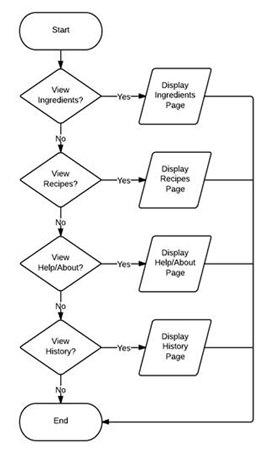 Start
View
Ingredients?
Yes
Display
Ingredients
Page
No
View
Recipes?
Yes
Display
Recipes
Page
No
View
Help/About?
Yes
Display
Help/About
Page
No
View
History?
Yes
Display
History
Page
No
End